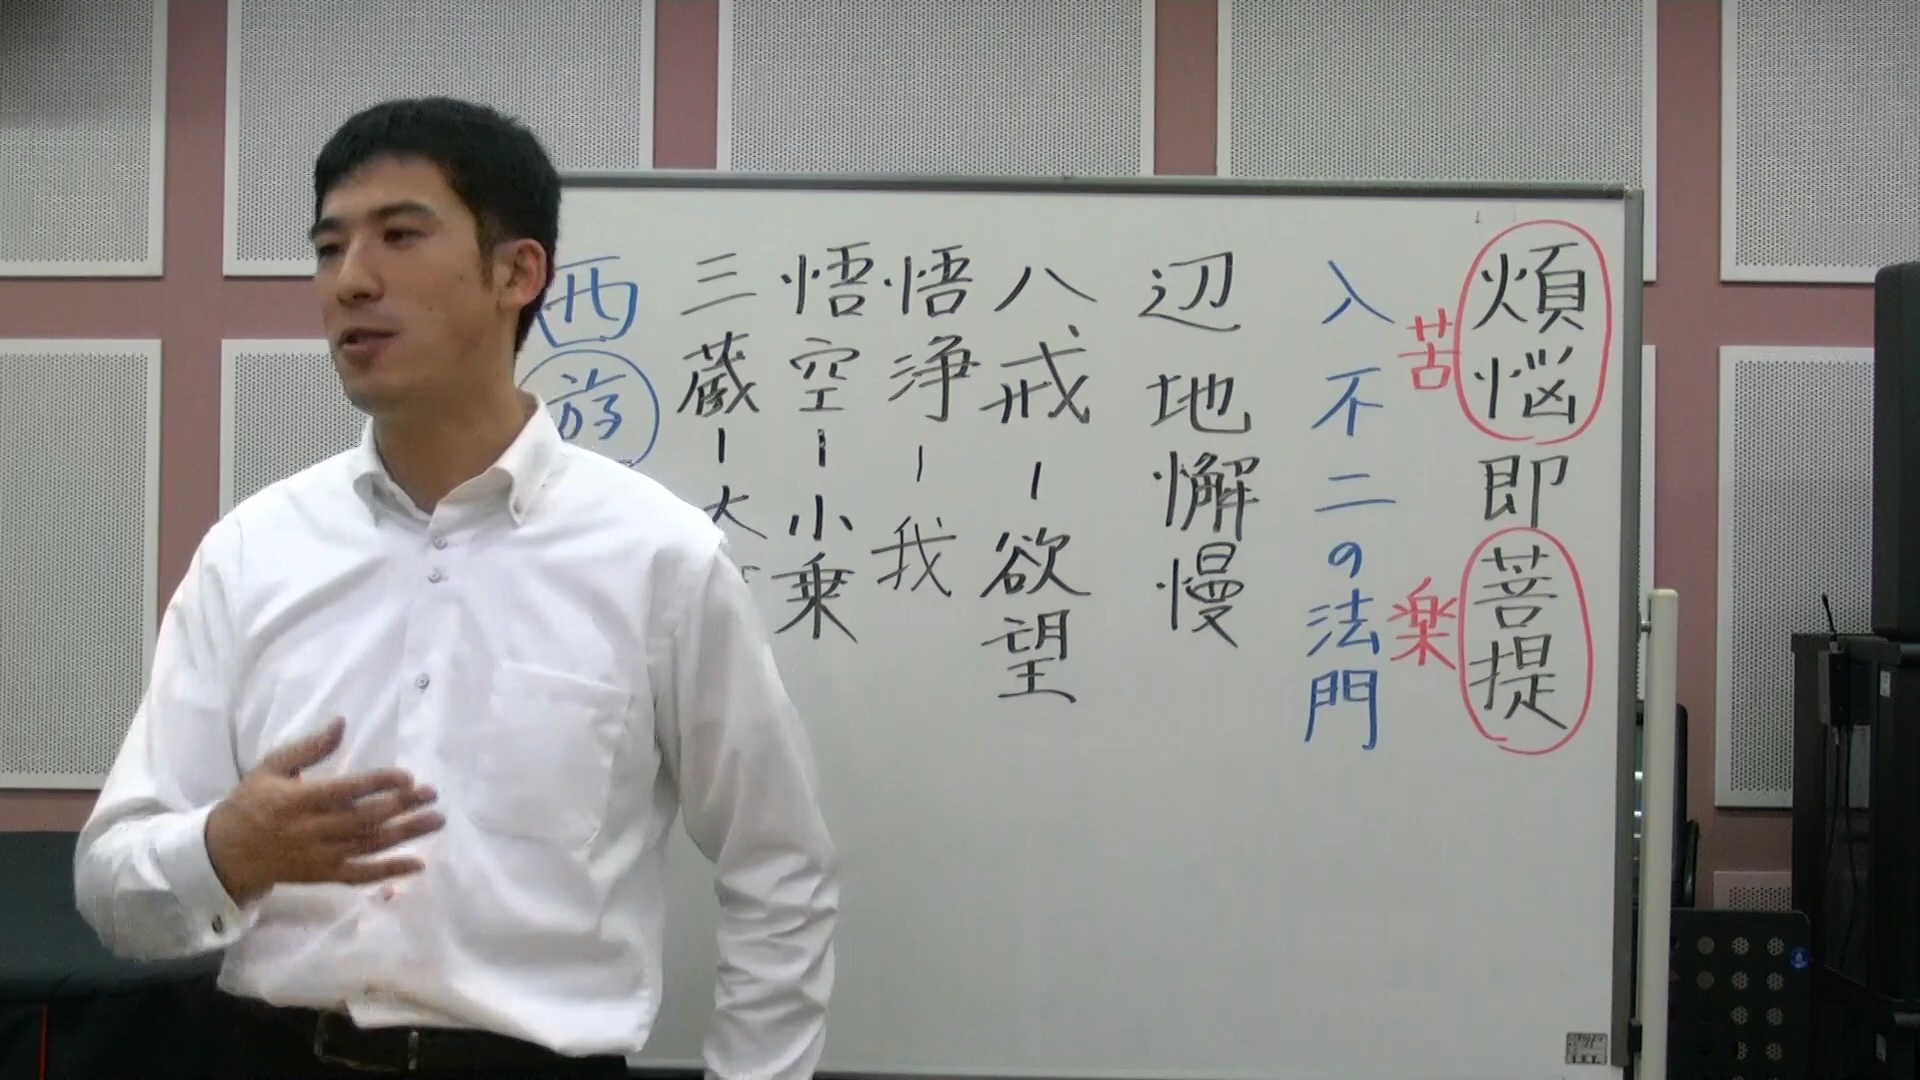 煩悩即菩提
苦
楽
入不二の法門
辺地懈慢
八戒ー欲望
悟浄ー我
悟空ー小乗
三蔵ー大
西遊